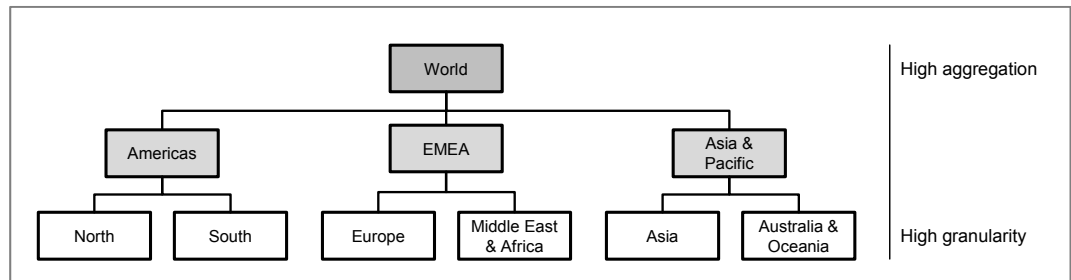 World
High aggregation
Americas
EMEA
Asia &
Pacific
North
South
Europe
Middle East
& Africa
Asia
Australia &
Oceania
High granularity